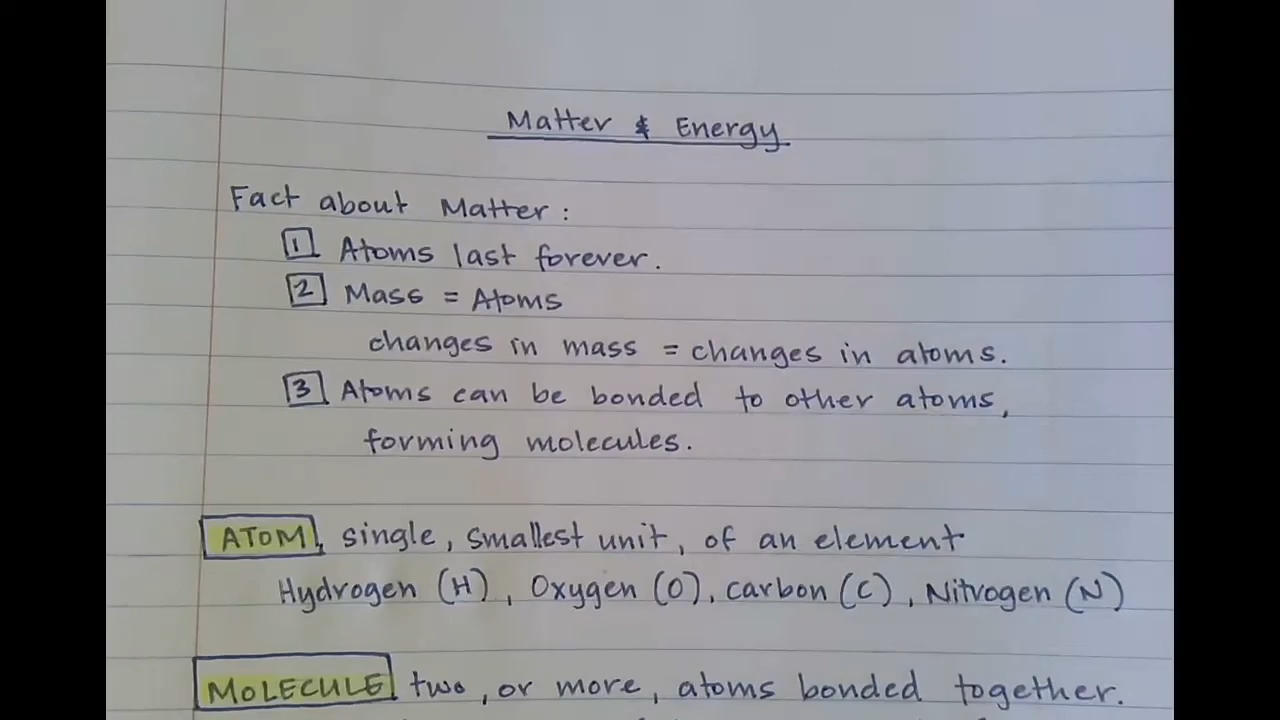 Matter & Energy
Fact about Matter:
1 Atoms last forever.
2 Mass = Atoms
changes in mass = changes in atoms.
3 Atoms can be bonded to other atoms,
forming molecules.
ATOM, single, smallest unit, of an element
Hydrogen (H), Oxygen (O), carbon (C), Nitrogen (N)
MOLECULE two, or more, atoms bonded together.